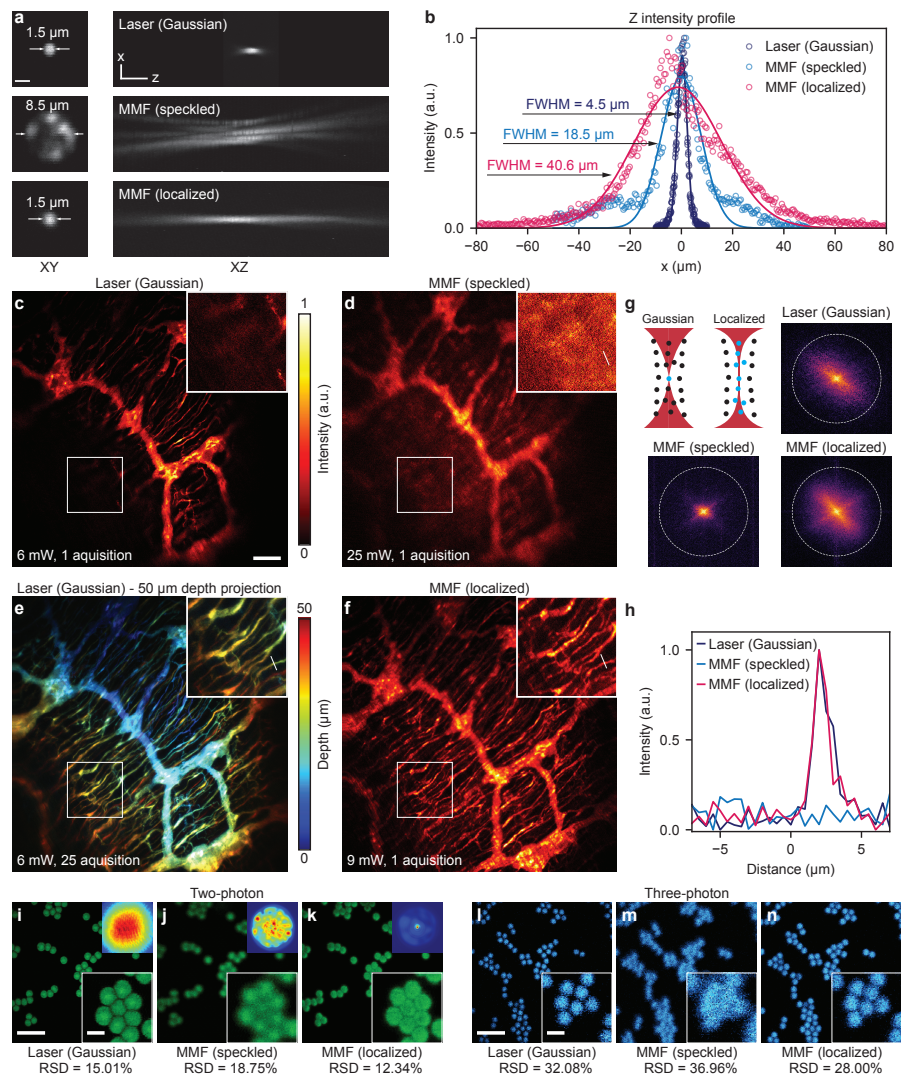 a
1.5 µm
Laser (Gaussian)
x
z
8.5 µm
MMF (speckled)
1.5 µm
MMF (localized)
XY
XZ
b
Z intensity profile
Intensity (a.u.)
1.0
0.5
0.0
Laser (Gaussian)
MMF (speckled)
MMF (localized)
FWHM = 4.5 µm
FWHM = 18.5 µm
FWHM = 40.6 µm
−80 −60 −40 −20 0 20 40 60 80
x (µm)
c
Laser (Gaussian)
6 mW, 1 aquisition
1
Intensity (a.u.)
0
d
MMF (speckled)
25 mW, 1 aquisition
g
Gaussian
Localized
Laser (Gaussian)
MMF (speckled)
MMF (localized)
e
Laser (Gaussian) - 50 µm depth projection
6 mW, 25 aquisition
50
Depth (µm)
0
f
MMF (localized)
9 mW, 1 aquisition
h
Laser (Gaussian)
MMF (speckled)
MMF (localized)
Intensity (a.u.)
1.0
0.5
0.0
−5 0 5
Distance (µm)
Two-photon
i
j
k
Laser (Gaussian)
RSD = 15.01%
MMF (speckled)
RSD = 18.75%
MMF (localized)
RSD = 12.34%
Three-photon
l
m
n
Laser (Gaussian)
RSD = 32.08%
MMF (speckled)
RSD = 36.96%
MMF (localized)
RSD = 28.00%